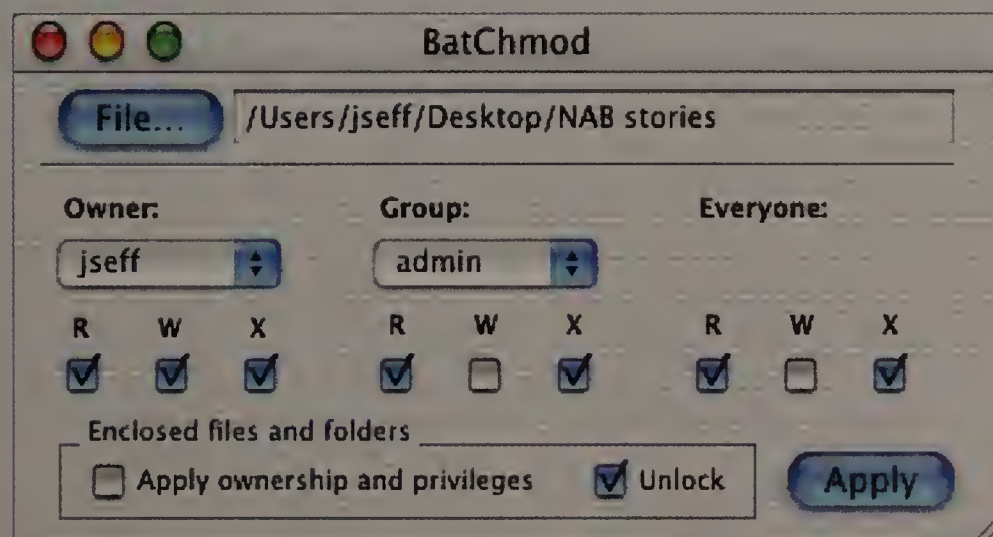 BatChmod
File... /Users/jseff/Desktop/NAB stories
Owner: Group: Everyone:
jseff admin
R W X R W X R W X
Enclosed files and folders
Apply ownership and privileges Unlock Apply